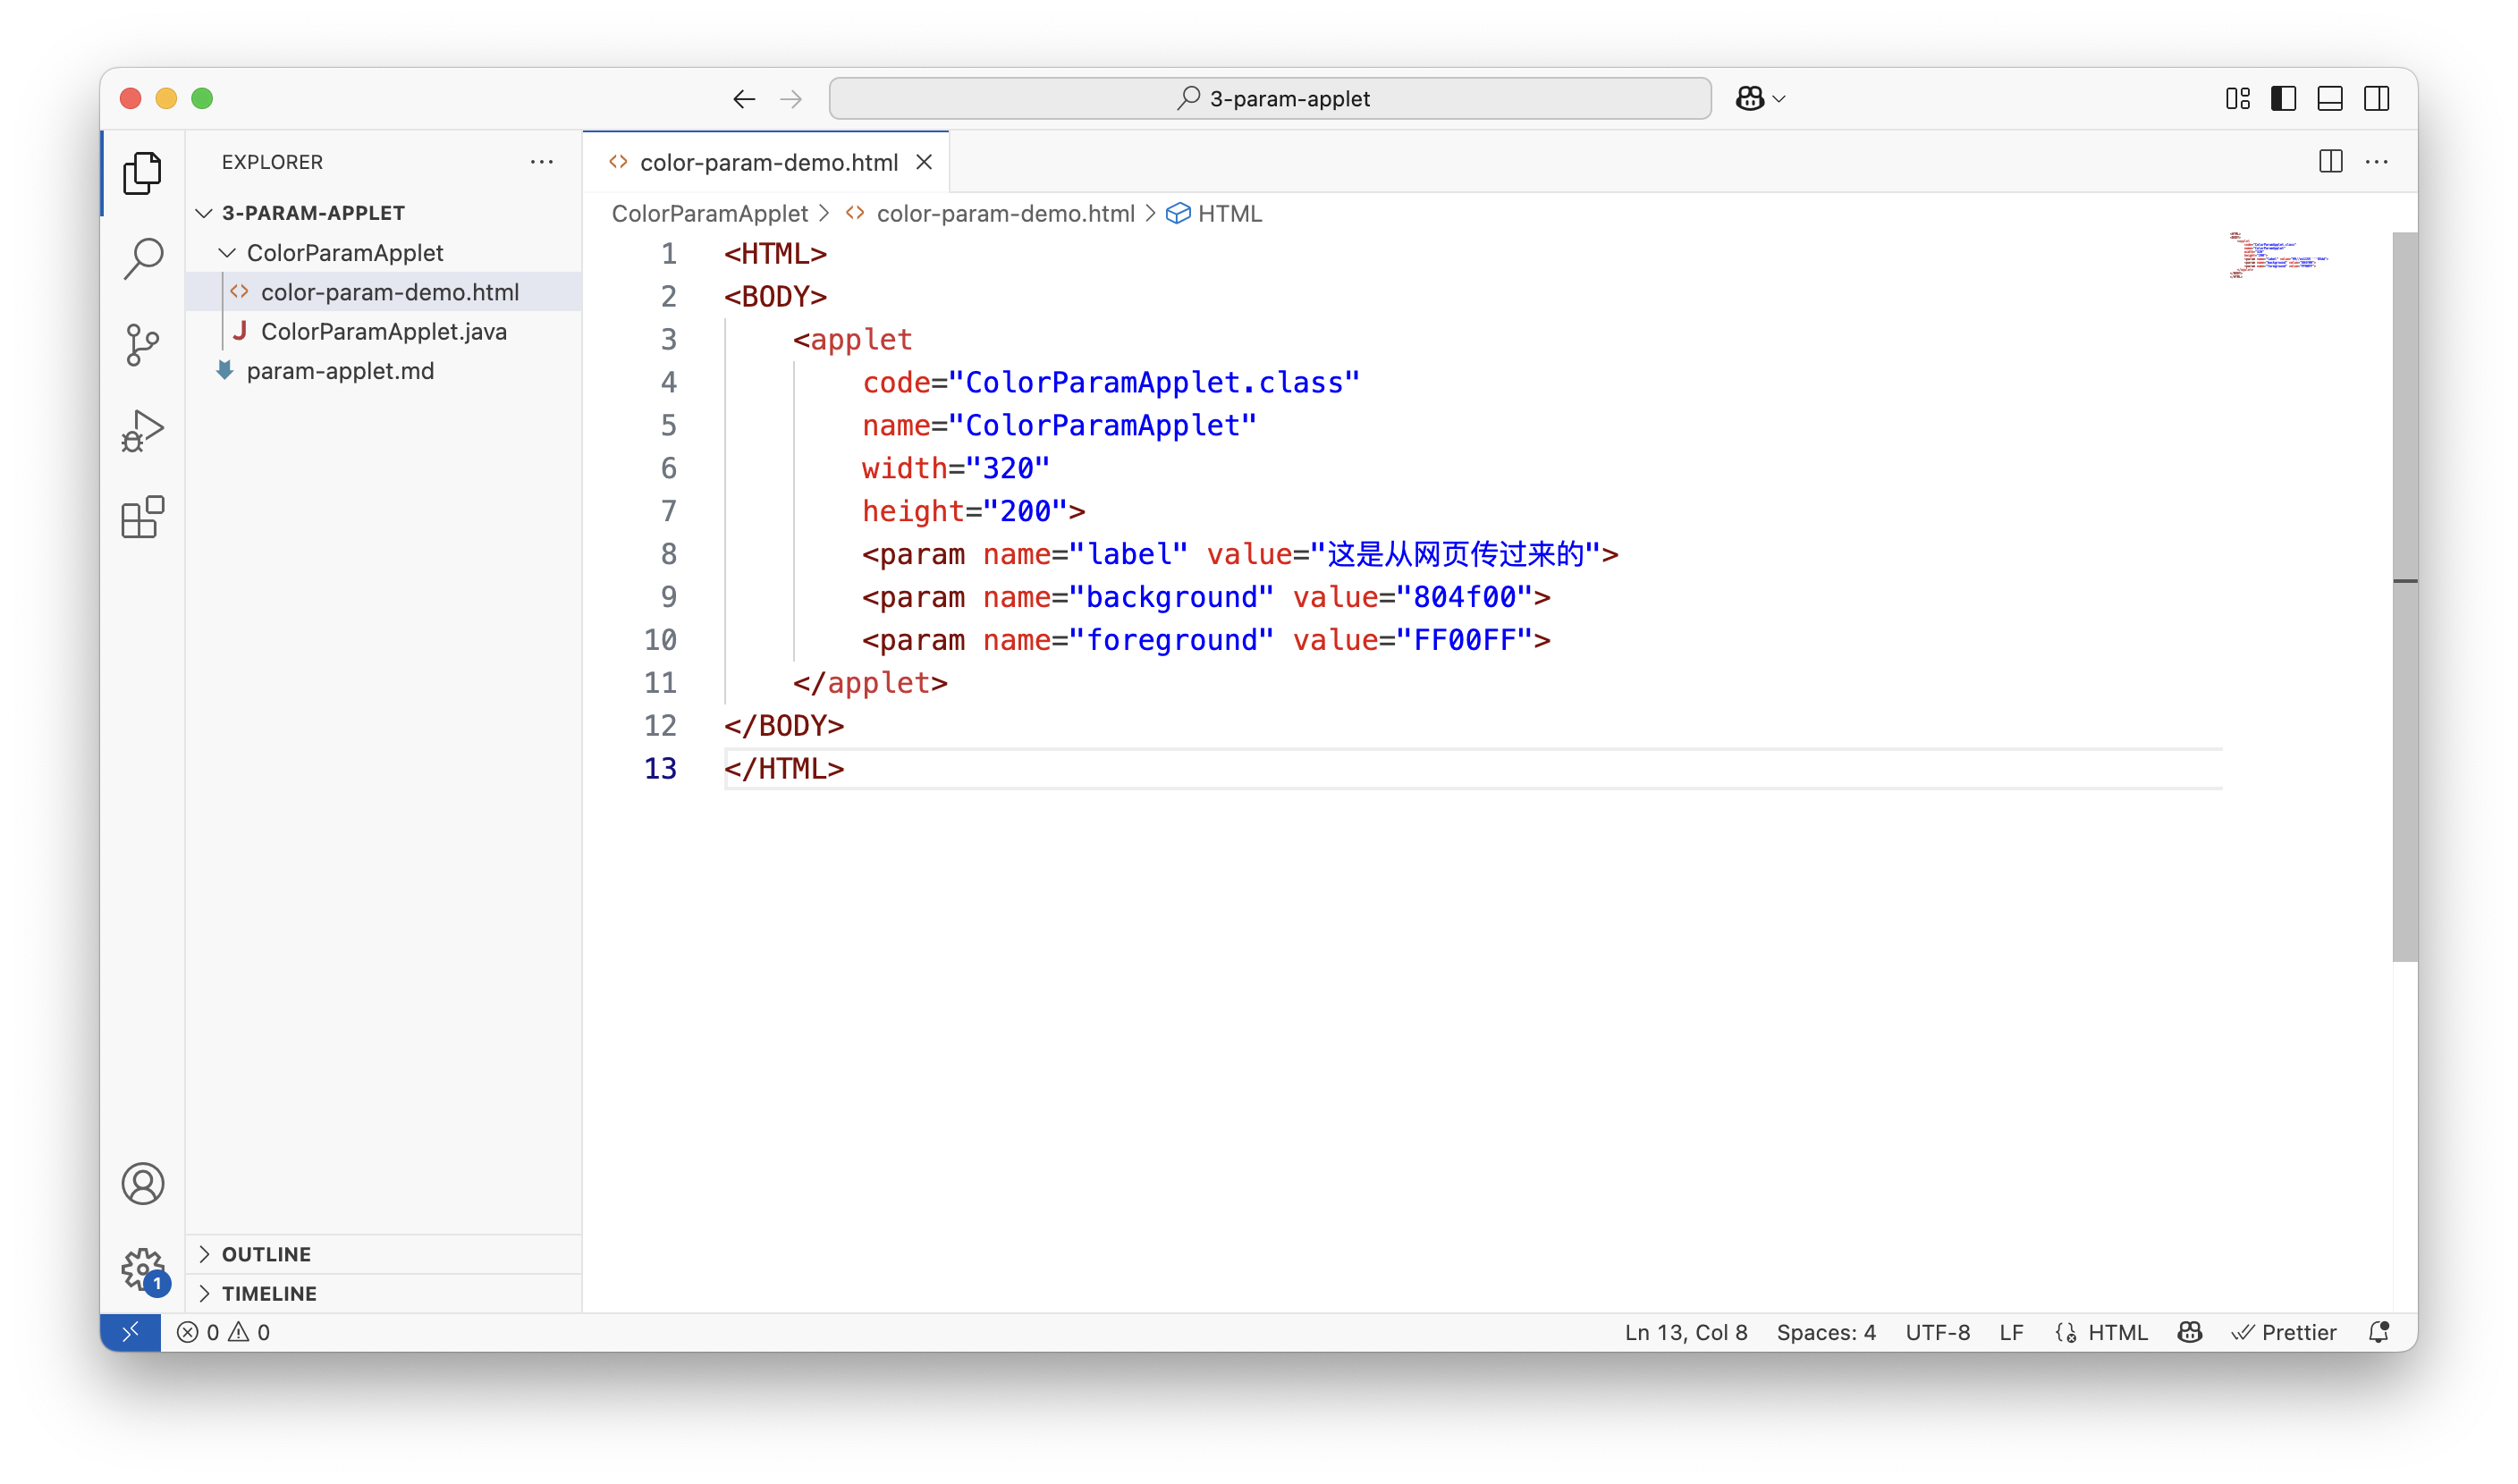 3-param-applet
EXPLORER
color-param-demo.html
3-PARAM-APPLET
ColorParamApplet
color-param-demo.html
ColorParamApplet.java
param-applet.md
ColorParamApplet > color-param-demo.html > HTML
1 <HTML>
2 <BODY>
3 <applet
4 code="ColorParamApplet.class"
5 name="ColorParamApplet"
6 width="320"
7 height="200">
8 <param name="label" value="这是从网页传过来的">
9 <param name="background" value="804f00">
10 <param name="foreground" value="FF00FF">
11 </applet>
12 </BODY>
13 </HTML>
OUTLINE
TIMELINE
1
0 0
Ln 13, Col 8 Spaces: 4 UTF-8 LF HTML Prettier